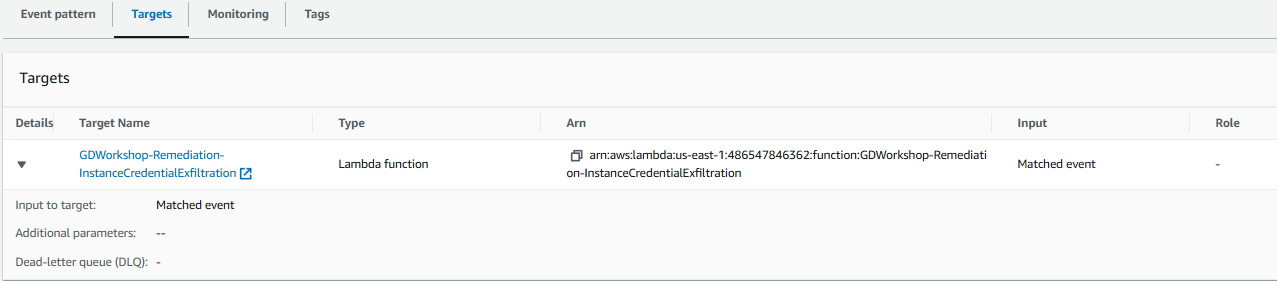 Event pattern Targets Monitoring Tags
Targets
Details Target Name Type Arn Input Role
GDWorkshop-Remediation-
InstanceCredentialExfiltration
Lambda function
arn:aws:lambda:us-east-1:486547846362:function:GDWorkshop-Remediati
on-InstanceCredentialExfiltration
Matched event
-
Input to target: Matched event
Additional parameters: --
Dead-letter queue (DLQ): -